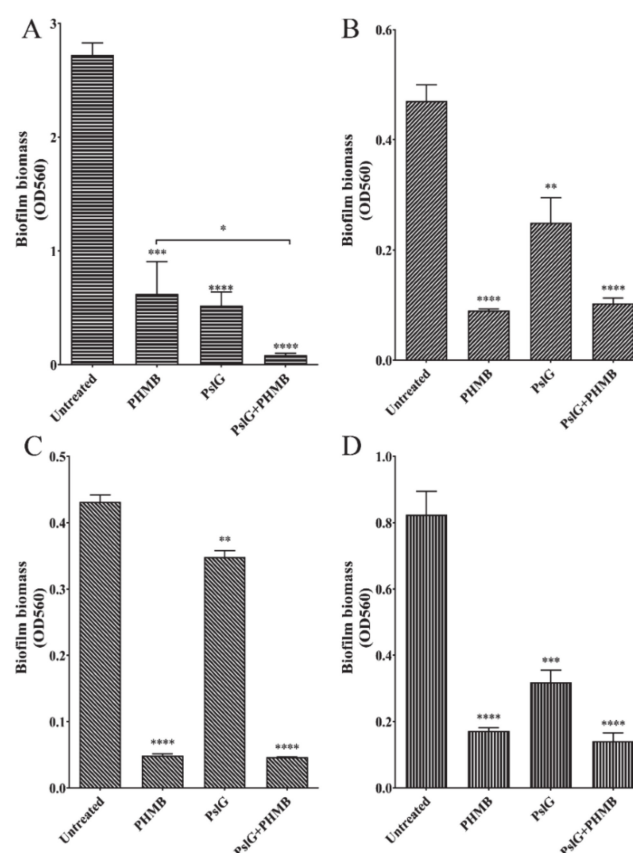 A
Biofilm biomass
(OD560)
3
2
1
0
*
***
****
****
Untreated
PHMB
PslG
PslG+PHMB
B
Biofilm biomass
(OD560)
0.6
0.4
0.2
0.0
****
**
****
Untreated
PHMB
PslG
PslG+PHMB
C
Biofilm biomass
(OD560)
0.5
0.4
0.3
0.2
0.1
0.0
****
**
****
Untreated
PHMB
PslG
PslG+PHMB
D
Biofilm biomass
(OD560)
1.0
0.8
0.6
0.4
0.2
0.0
****
***
****
Untreated
PHMB
PslG
PslG+PHMB